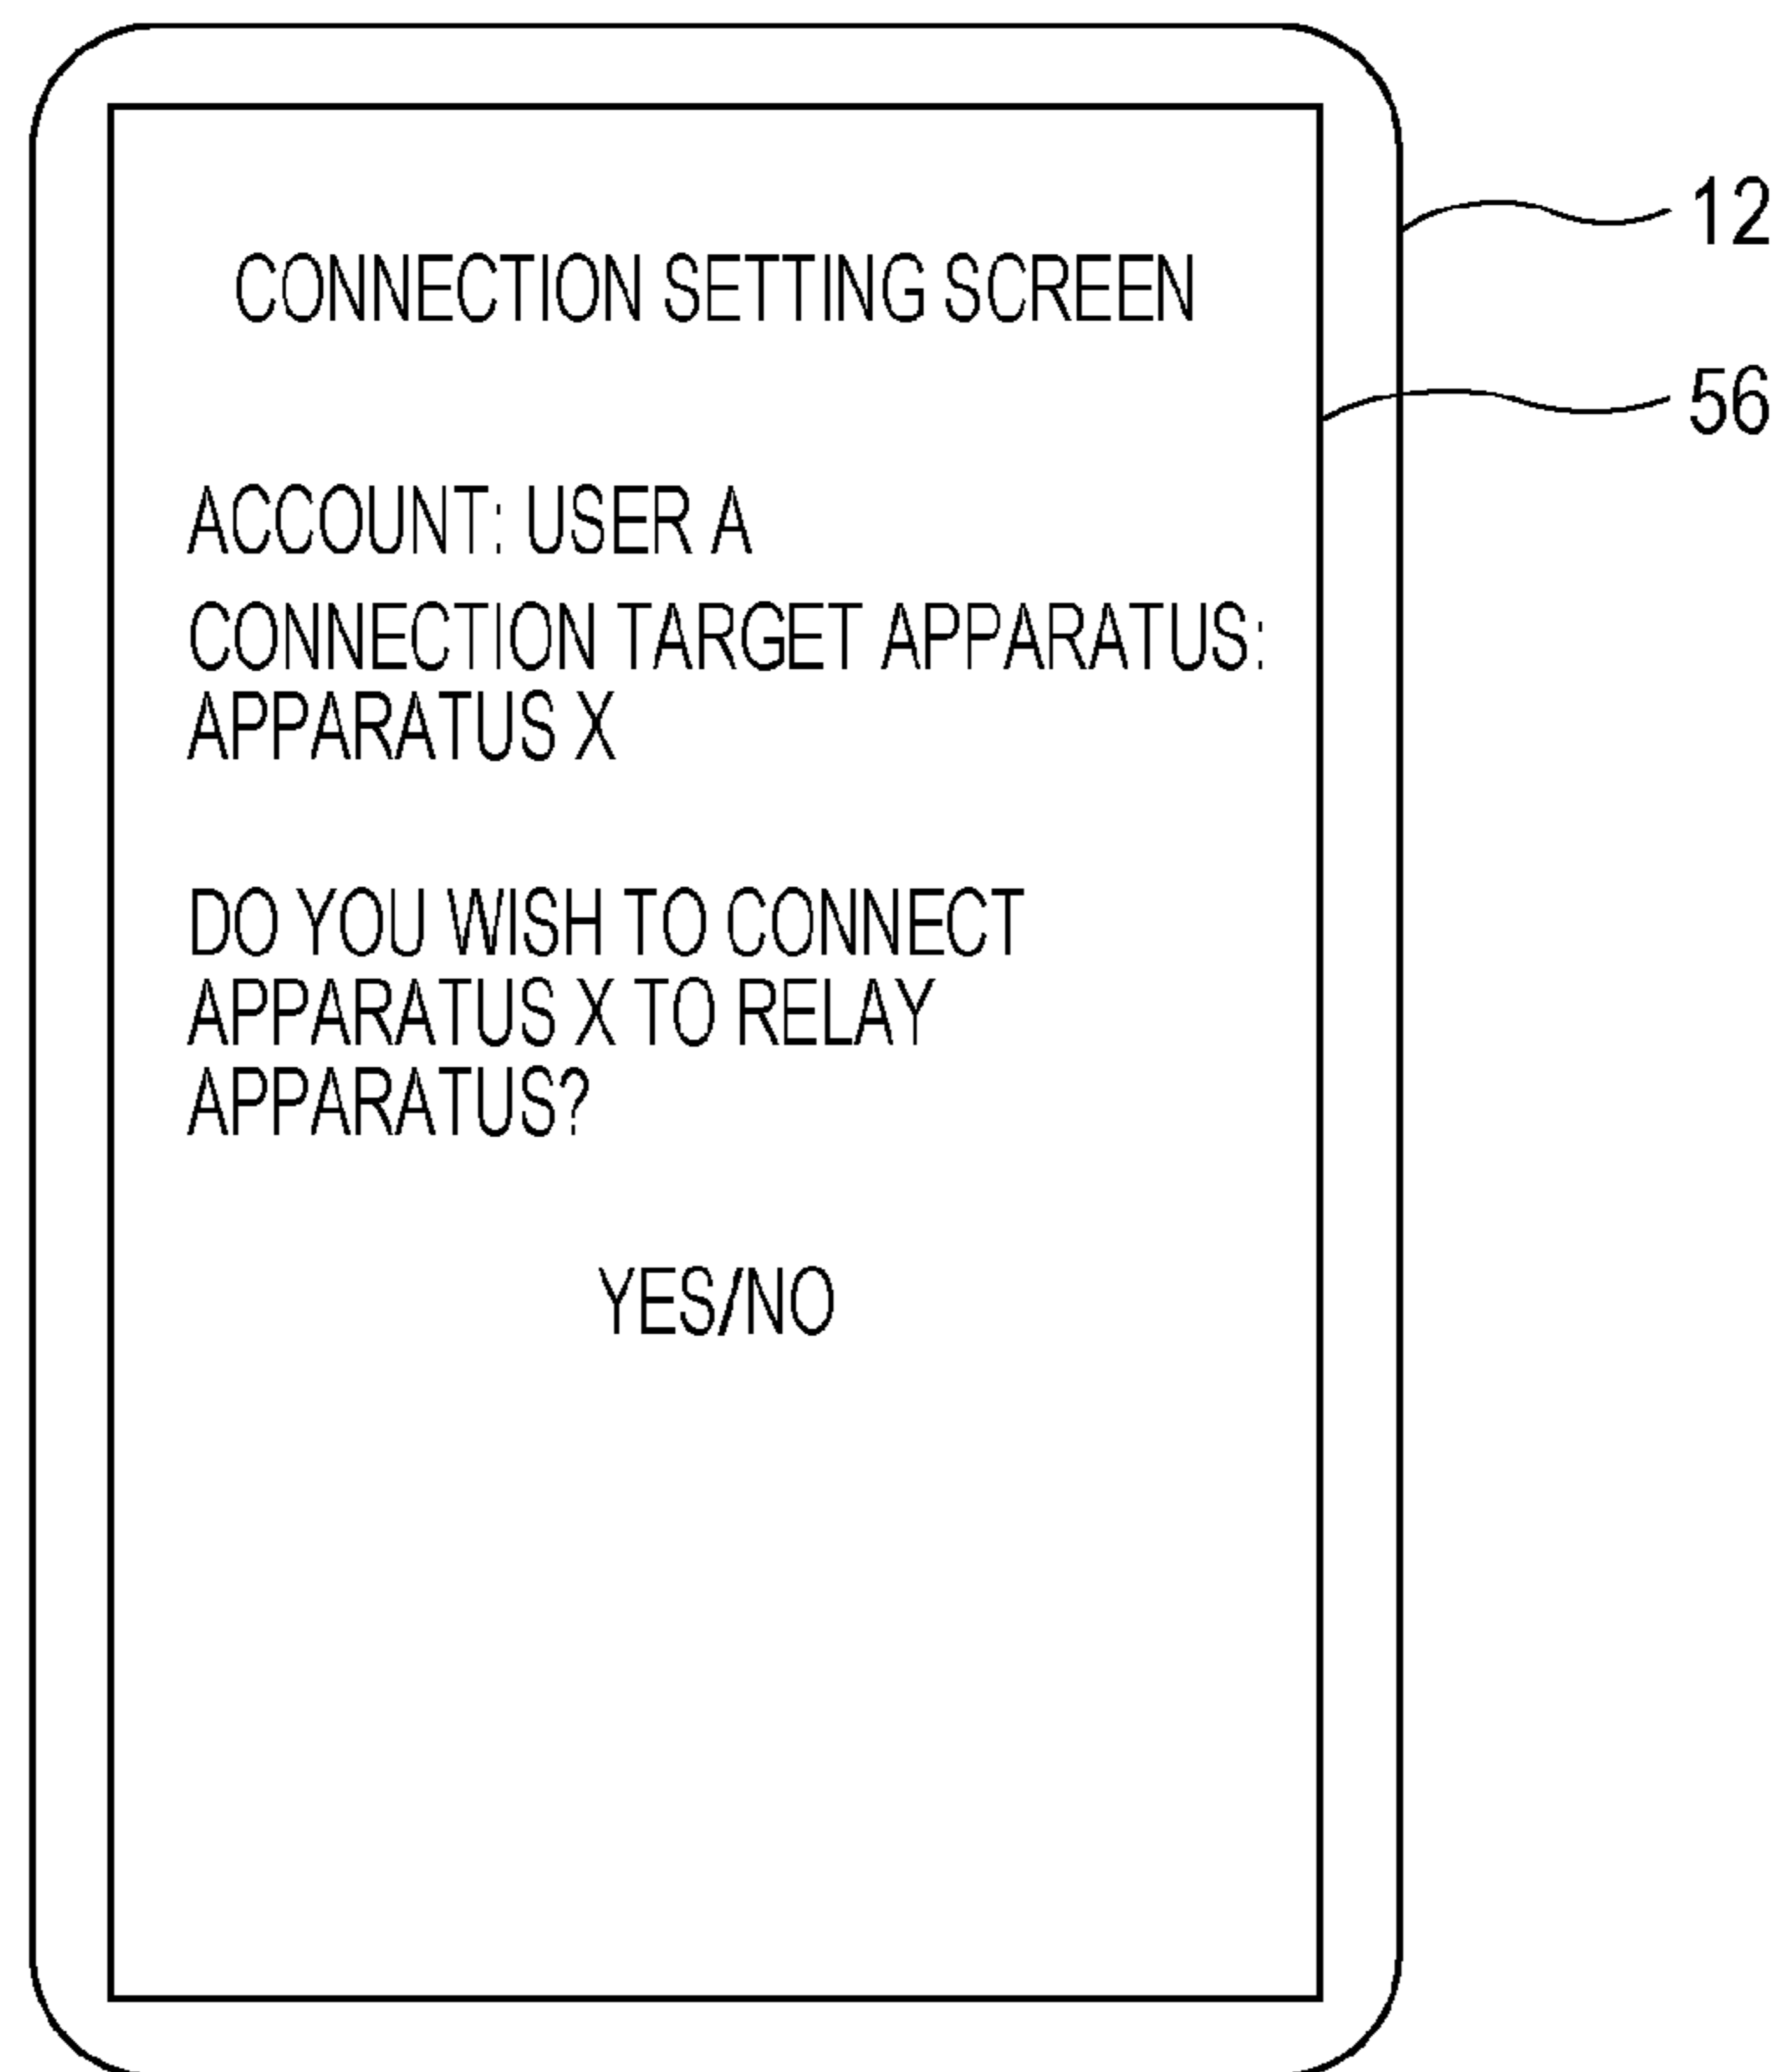 CONNECTION SETTING SCREEN
12
56
ACCOUNT: USER A
CONNECTION TARGET APPARATUS:
APPARATUS X
DO YOU WISH TO CONNECT
APPARATUS X TO RELAY
APPARATUS?
YES/NO